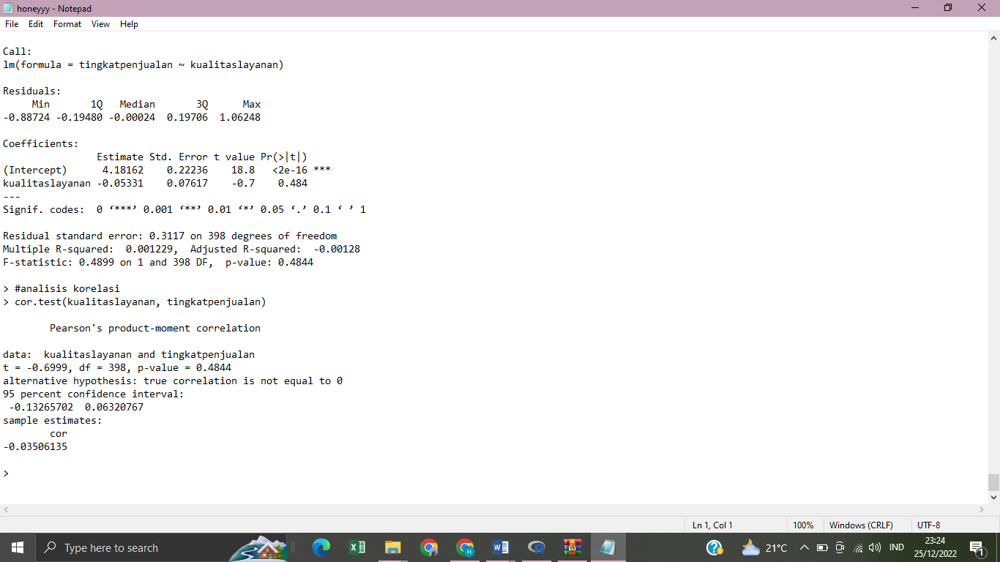 honeyyy - Notepad
File Edit Format View Help
Call:
lm(formula = tingkatpenjualan ~ kualitaslayanan)
Residuals:
     Min       1Q   Median       3Q      Max
-0.88724 -0.19480 -0.00024  0.19706  1.06248
Coefficients:
                Estimate Std. Error t value Pr(>|t|)
(Intercept)      4.18162    0.22236    18.8   <2e-16 ***
kualitaslayanan -0.05331    0.07617    -0.7    0.484
---
Signif. codes:  0 ‘***’ 0.001 ‘**’ 0.01 ‘*’ 0.05 ‘.’ 0.1 ‘ ’ 1
Residual standard error: 0.3117 on 398 degrees of freedom
Multiple R-squared:  0.001229,  Adjusted R-squared:  -0.00128
F-statistic: 0.4899 on 1 and 398 DF,  p-value: 0.4844
> #analisis korelasi
> cor.test(kualitaslayanan, tingkatpenjualan)
        Pearson's product-moment correlation
data:  kualitaslayanan and tingkatpenjualan
t = -0.6999, df = 398, p-value = 0.4844
alternative hypothesis: true correlation is not equal to 0
95 percent confidence interval:
 -0.13265702  0.06320767
sample estimates:
        cor
-0.03506135
>
Ln 1, Col 1 100% Windows (CRLF) UTF-8
Type here to search 21°C IND 23:24
25/12/2022 1